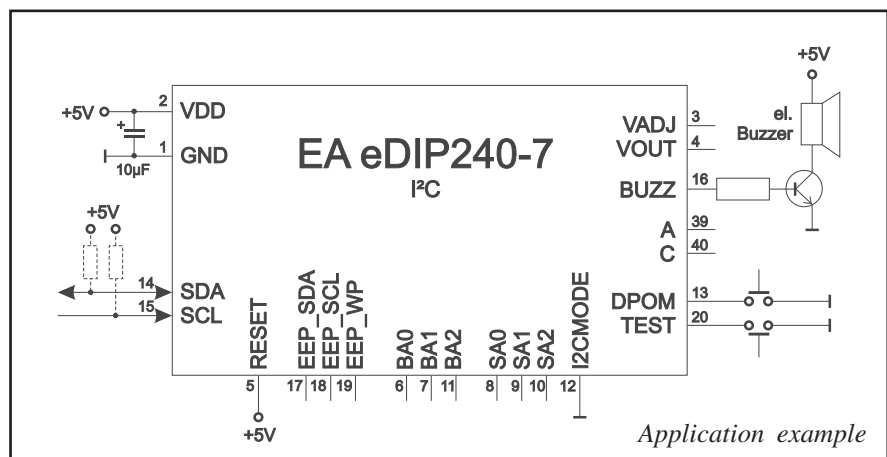 +5V
2
VDD
1
GND
10µF
+
EA eDIP240-7
I²C
3
VADJ
VOUT
4
16
BUZZ
el.
Buzzer
+5V
A
39
C
40
+5V
14
SDA
15
SCL
13
DPOM
20
TEST
RESET
EEP_SDA
EEP_SCL
EEP_WP
BA0
BA1
BA2
SA0
SA1
SA2
I2CMODE
5
17
18
19
6
7
11
8
9
10
12
+5V
Application example